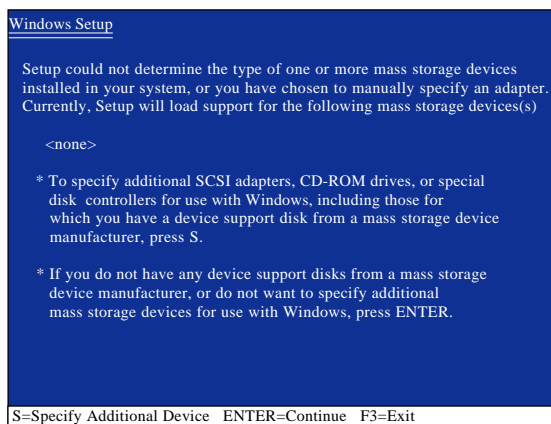 Windows Setup
Setup could not determine the type of one or more mass storage devices
installed in your system, or you have chosen to manually specify an adapter.
Currently, Setup will load support for the following mass storage devices(s)
<none>
* To specify additional SCSI adapters, CD-ROM drives, or special
disk controllers for use with Windows, including those for
which you have a device support disk from a mass storage device
manufacturer, press S.
* If you do not have any device support disks from a mass storage
device manufacturer, or do not want to specify additional
mass storage devices for use with Windows, press ENTER.
S=Specify Additional Device ENTER=Continue F3=Exit